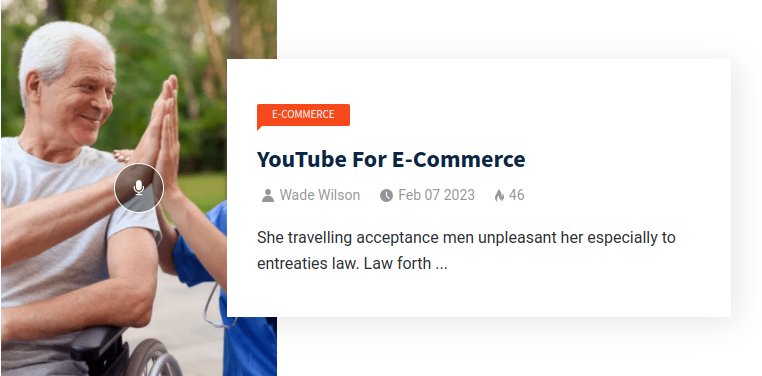 E-COMMERCE
YouTube For E-Commerce
Wade Wilson Feb 07 2023 46
She travelling acceptance men unpleasant her especially to
entreaties law. Law forth ...